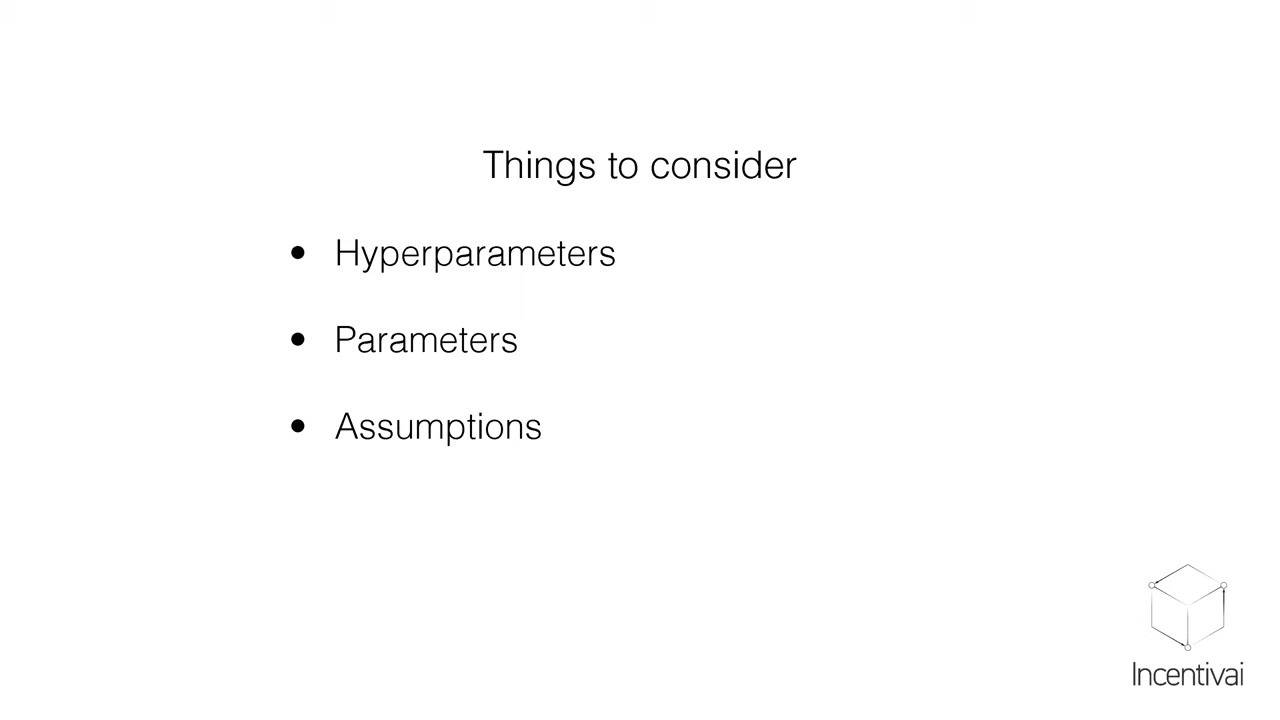 Things to consider
• Hyperparameters
• Parameters
• Assumptions
Incentivai